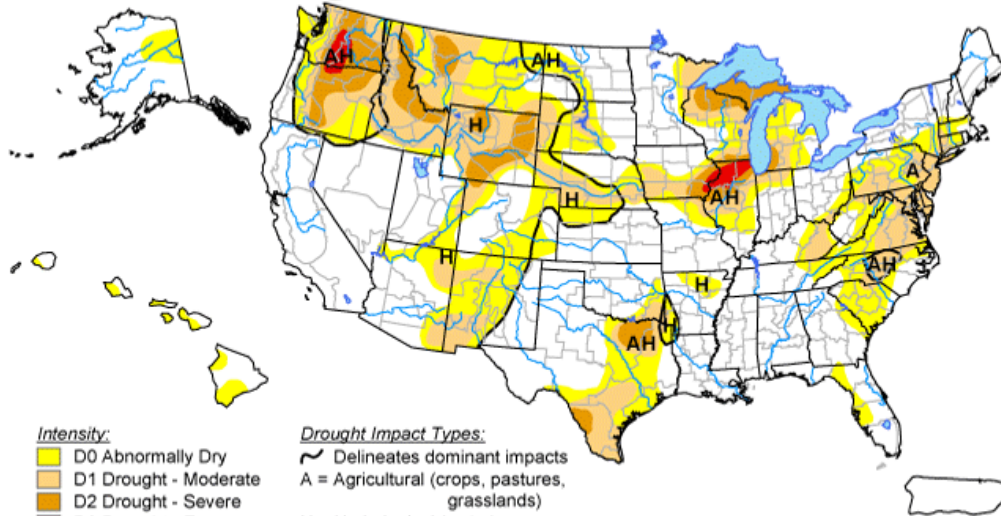 AH
AH
H
AH
A
H
H
AH
H
H
AH
Intensity:
D0 Abnormally Dry
D1 Drought - Moderate
D2 Drought - Severe
Drought Impact Types:
Delineates dominant impacts
A = Agricultural (crops, pastures,
grasslands)